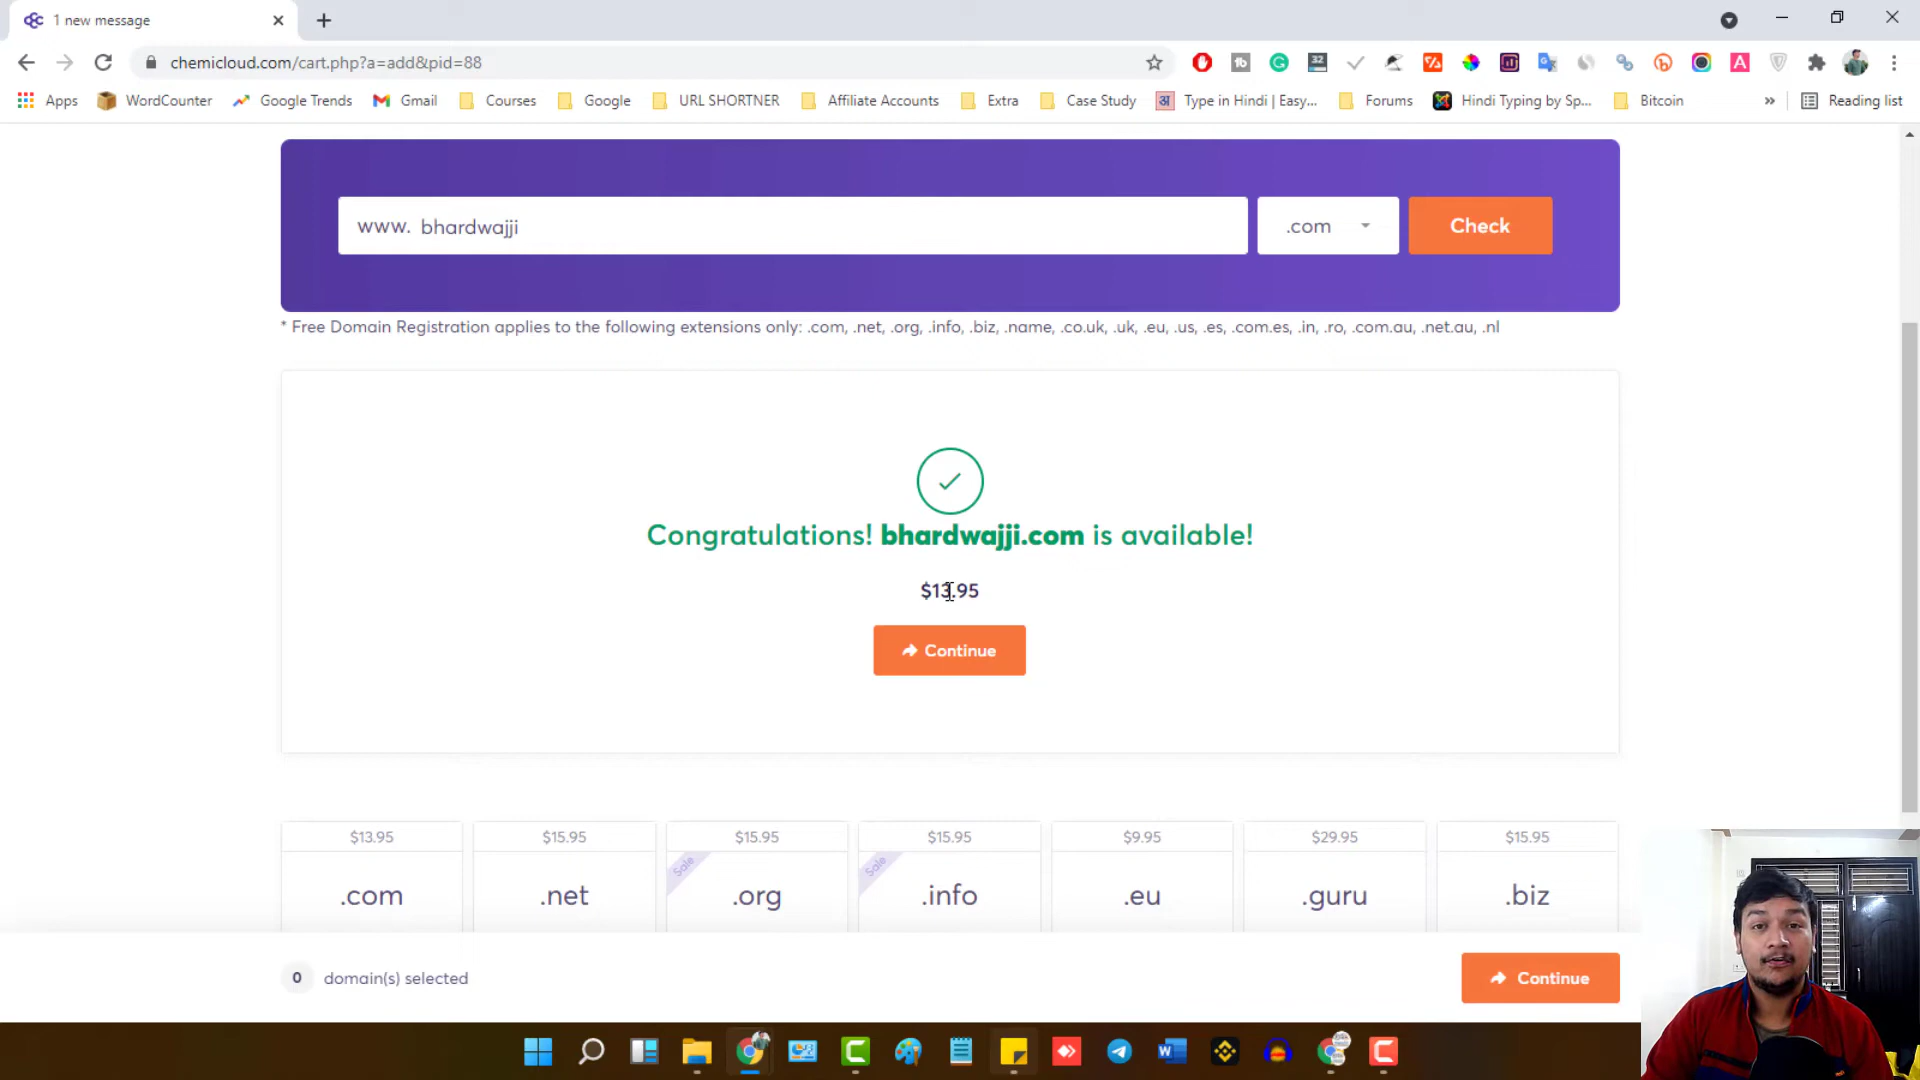 1 new message
chemicloud.com/cart.php?a=add&pid=88
Apps WordCounter Google Trends Gmail Courses Google URL SHORTNER Affiliate Accounts Extra Case Study Type in Hindi | Easy,... Forums Hindi Typing by Sp... Bitcoin » Reading list
www. bhardwajji .com Check
* Free Domain Registration applies to the following extensions only: .com, .net, .org, .info, .biz, .name, .co.uk, .uk, .eu, .us, .es, .com.es, .in, .ro, .com.au, .net.au, .nl
Congratulations! bhardwajji.com is available!
$13.95
Continue
$13.95 $15.95 $15.95 $15.95 $9.95 $29.95 $15.95
Sale Sale
.com .net .org .info .eu .guru .biz
0 domain(s) selected Continue